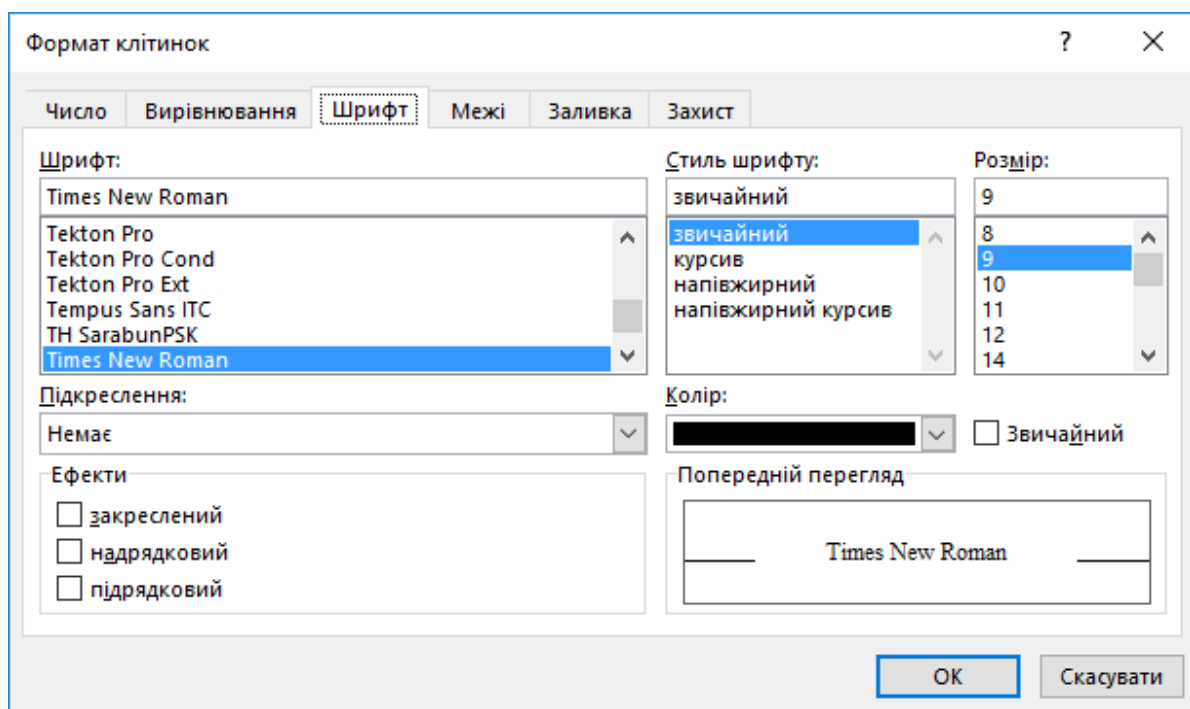 Формат клітинок ?
Число Вирівнювання Шрифт Межі Заливка Захист
Шрифт: Стиль шрифту: Розмір:
Times New Roman звичайний 9
Tekton Pro звичайний 8
Tekton Pro Cond курсив 9
Tekton Pro Ext напівжирний 10
Tempus Sans ITC напівжирний курсив 11
TH SarabunPSK 12
Times New Roman 14
Підкреслення: Колір:
Немає Звичайний
Ефекти Попередній перегляд
закреслений
надрядковий Times New Roman
підрядковий
ОК Скасувати